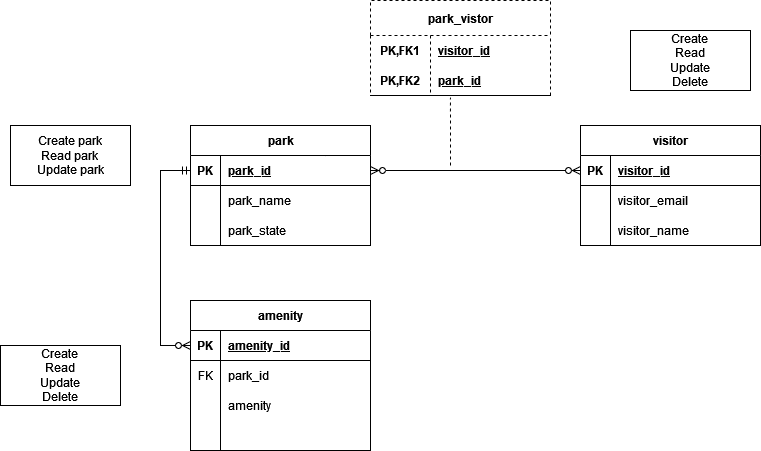 park_vistor
PK,FK1 visitor_id
PK,FK2 park_id
Create
Read
Update
Delete
Create park
Read park
Update park
park
PK park_id
park_name
park_state
visitor
PK visitor_id
visitor_email
visitor_name
amenity
PK amenity_id
FK park_id
amenity
Create
Read
Update
Delete